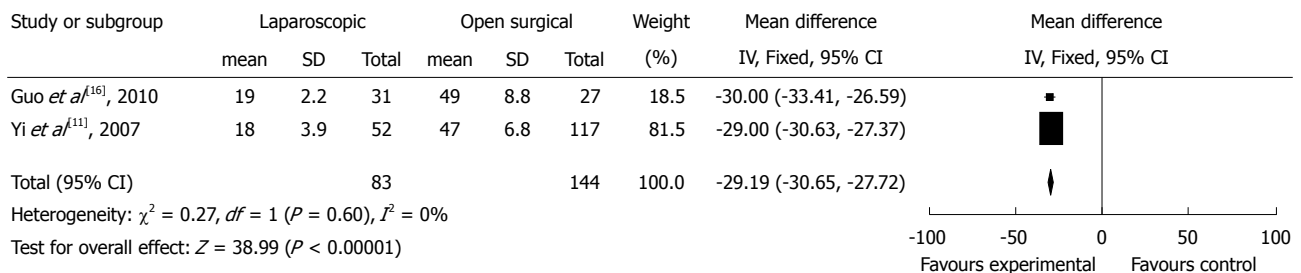 Study or subgroup Laparoscopic Open surgical Weight Mean difference Mean difference
mean SD Total mean SD Total (%) IV, Fixed, 95% CI IV, Fixed, 95% CI
Guo et al[16], 2010 19 2.2 31 49 8.8 27 18.5 -30.00 (-33.41, -26.59)
Yi et al[11], 2007 18 3.9 52 47 6.8 117 81.5 -29.00 (-30.63, -27.37)
Total (95% CI) 83 144 100.0 -29.19 (-30.65, -27.72)
Heterogeneity: χ2 = 0.27, df = 1 (P = 0.60), I2 = 0%
Test for overall effect: Z = 38.99 (P < 0.00001)
-100 -50 0 50 100
Favours experimental Favours control